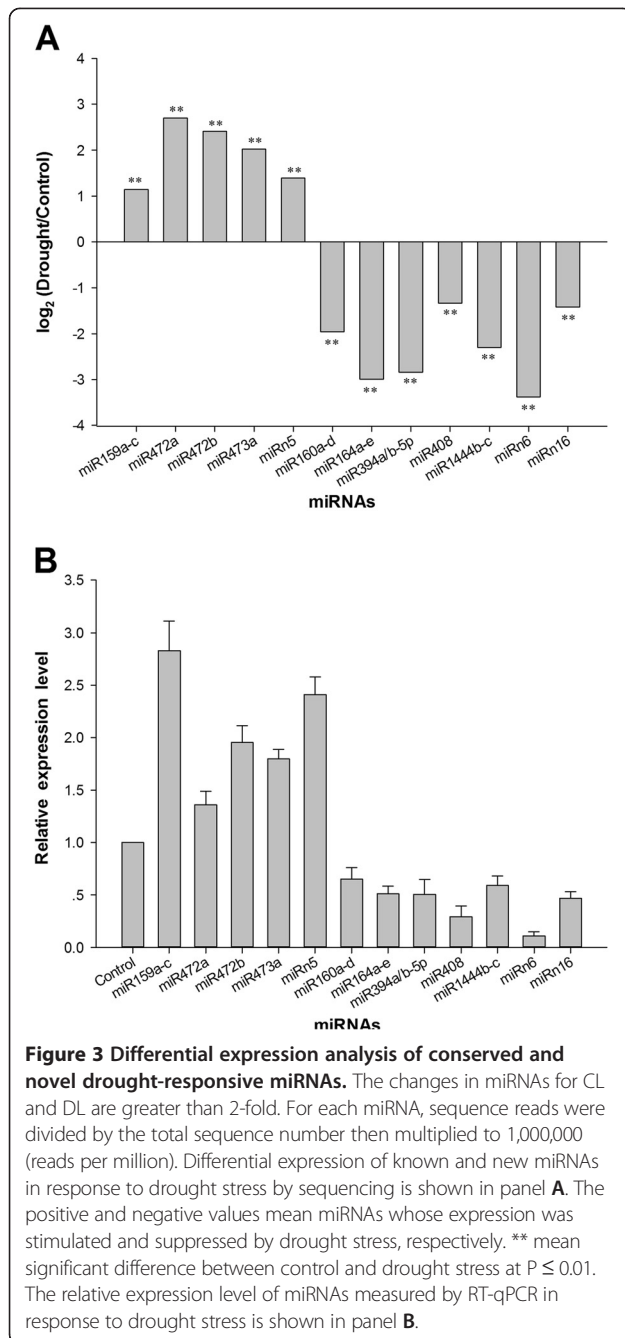 A
4
3
2
1
0
-1
-2
-3
-4
log2 (Drought/Control)
**
**
**
**
**
**
**
**
**
**
**
**
miR159a-c
miR472a
miR472b
miR473a
miRn5
miR160a-d
miR164a-e
miR394a/b-5p
miR408
miR1444b-c
miRn6
miRn16
miRNAs
B
3.5
3.0
2.5
2.0
1.5
1.0
.5
0.0
Relative expression level
Control
miR159a-c
miR472a
miR472b
miR473a
miRn5
miR160a-d
miR164a-e
miR394a/b-5p
miR408
miR1444b-c
miRn6
miRn16
miRNAs
Figure 3 Differential expression analysis of conserved and
novel drought-responsive miRNAs. The changes in miRNAs for CL
and DL are greater than 2-fold. For each miRNA, sequence reads were
divided by the total sequence number then multiplied to 1,000,000
(reads per million). Differential expression of known and new miRNAs
in response to drought stress by sequencing is shown in panel A. The
positive and negative values mean miRNAs whose expression was
stimulated and suppressed by drought stress, respectively. ** mean
significant difference between control and drought stress at P ≤ 0.01.
The relative expression level of miRNAs measured by RT-qPCR in
response to drought stress is shown in panel B.